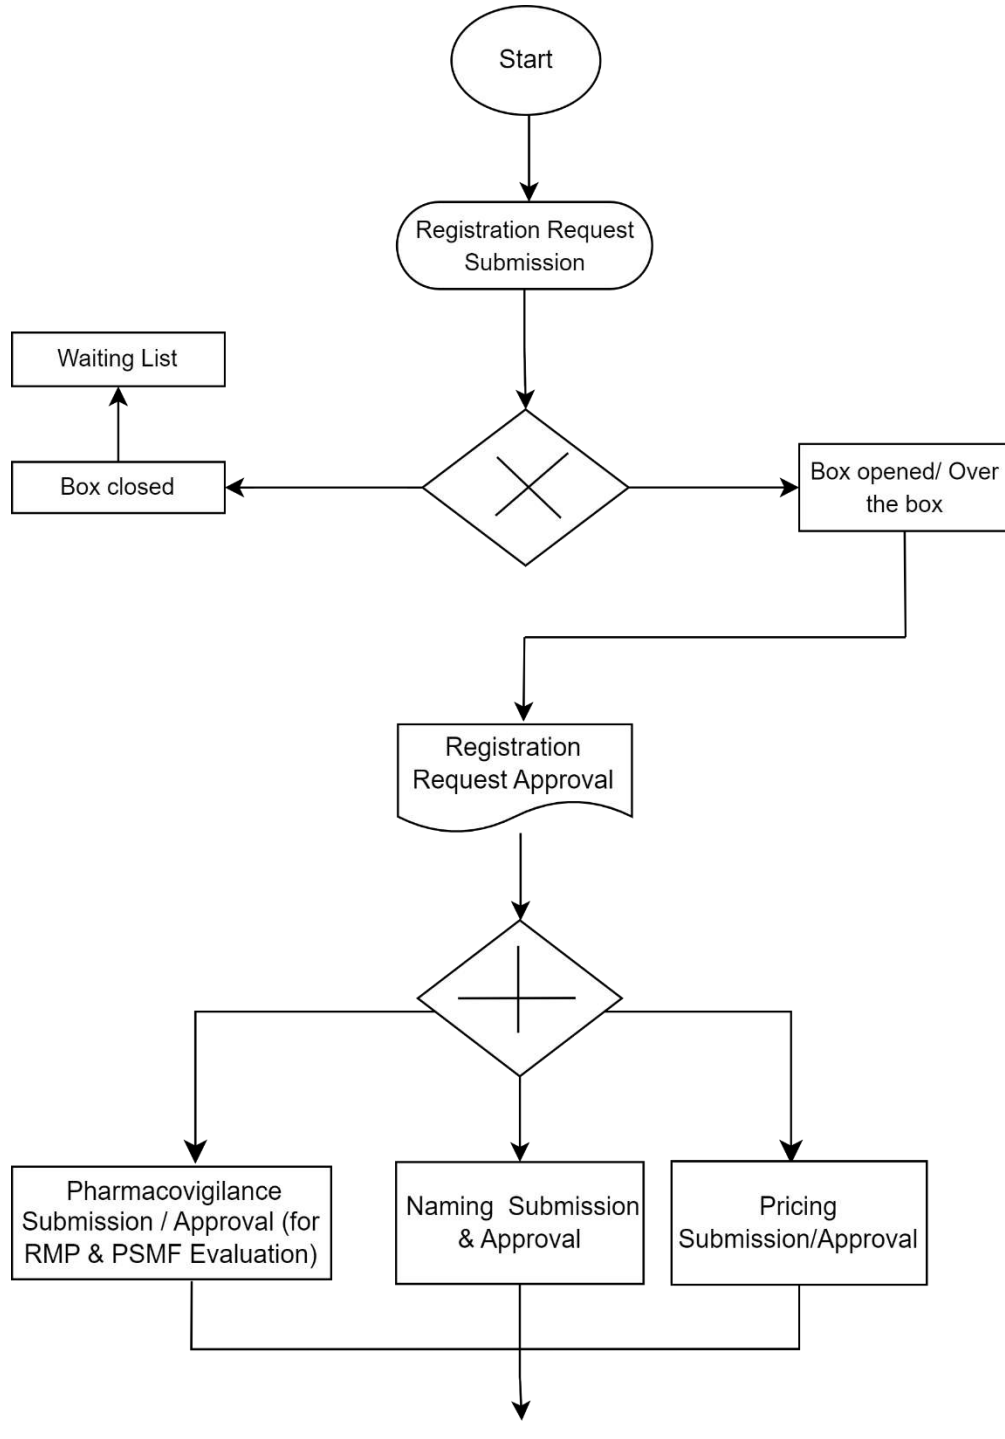 Start
Registration Request
Submission
Waiting List
Box closed
Box opened/ Over
the box
Registration
Request Approval
Pharmacovigilance
Submission / Approval (for
RMP & PSMF Evaluation)
Naming Submission
& Approval
Pricing
Submission/Approval